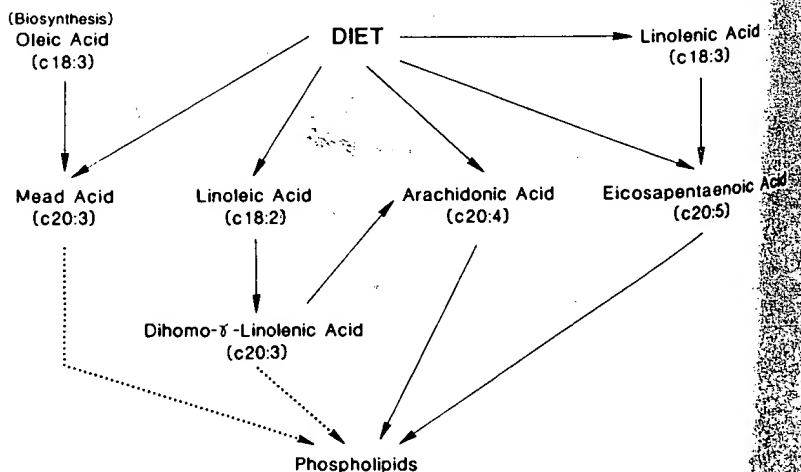 (Biosynthesis)
Oleic Acid
(c18:3)
DIET
Linolenic Acid
(c18:3)
Mead Acid
(c20:3)
Linoleic Acid
(c18:2)
Arachidonic Acid
(c20:4)
Eicosapentaenoic Acid
(c20:5)
Dihomo-γ-Linolenic Acid
(c20:3)
Phospholipids